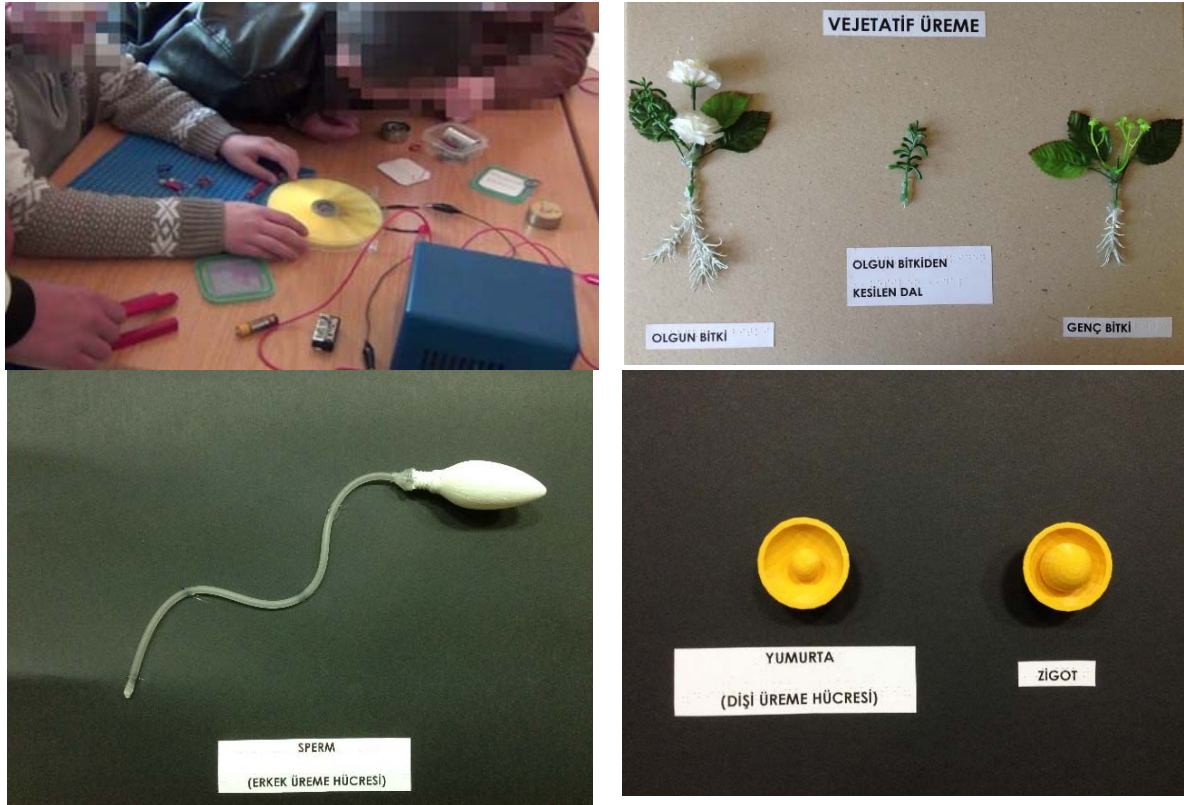 VEJETATİF ÜREME
OLGUN BİTKİDEN
KESİLEN DAL
OLGUN BİTKİ
GENÇ BİTKİ
SPERM
(ERKEK ÜREME HÜCRESİ)
YUMURTA
(DİŞİ ÜREME HÜCRESİ)
ZİGOT